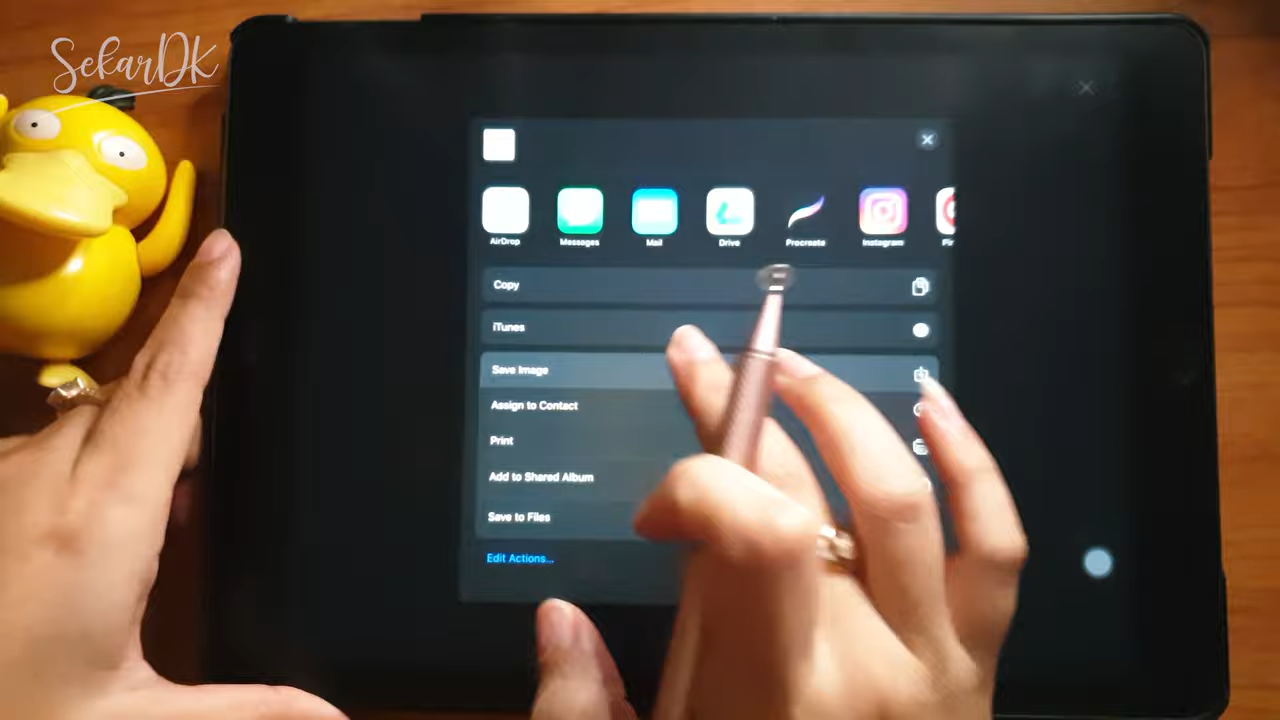 SekarDK
AirDrop
Messages
Mail
Drive
Procreate
Instagram
Copy
iTunes
Save Image
Assign to Contact
Print
Add to Shared Album
Save to Files
Edit Actions...